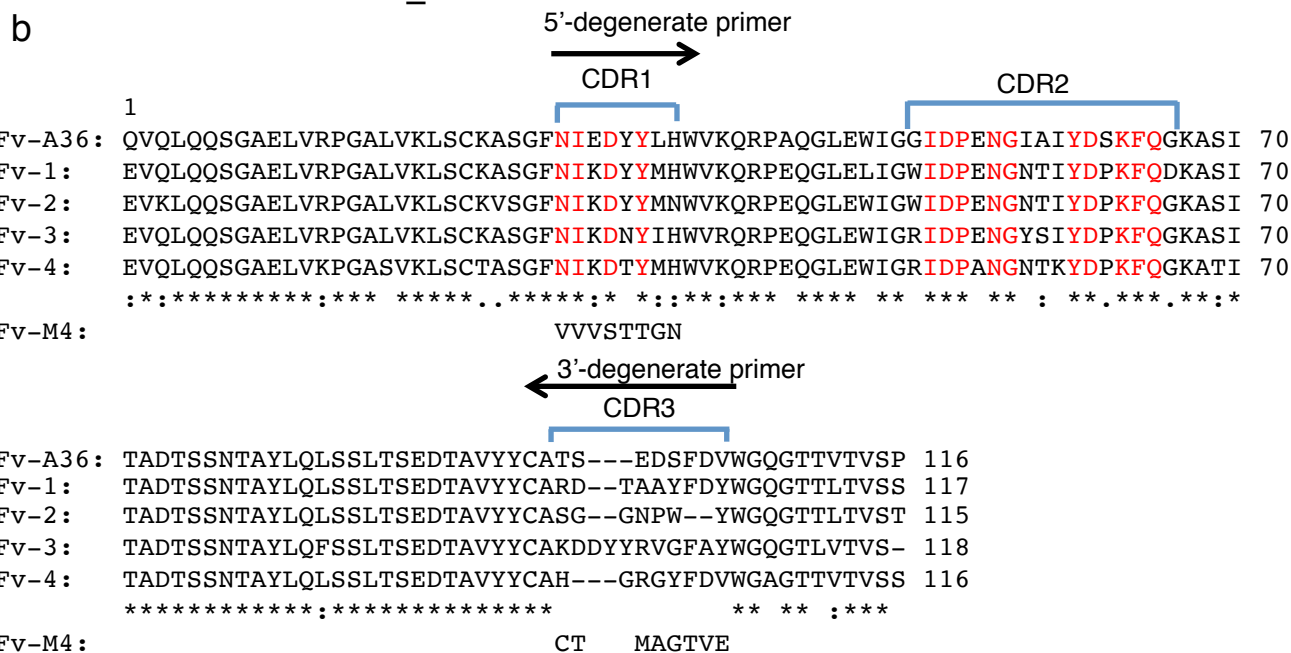 b
5'-degenerate primer
CDR1 CDR2
1
Fv-A36: QVQLQQSGAELVRPGALVKLSCKASGFNIEDYYLHWVKQRPAQGLEWIGGIDPENGIAIYDSKFQGKASI 70
Fv-1: EVQLQQSGAELVRPGALVKLSCKASGFNIKDYYMHWVKQRPEQGLELIGWIDPENGNTIYDPKFQDKASI 70
Fv-2: EVKLQQSGAELVRPGALVKLSCKVSGFNIKDYYMNWVKQRPEQGLEWIGWIDPENGNTIYDPKFQGKASI 70
Fv-3: EVQLQQSGAELVRPGALVKLSCKASGFNIKDNYIHWVRQRPEQGLEWIGRIDPENGYSIYDPKFQGKASI 70
Fv-4: EVQLQQSGAELVKPGASVKLSCTASGFNIKDTYMHWVKQRPEQGLEWIGRIDPANGNTKYDPKFQGKATI 70
:*:*********:*** *****..*****:* *::**:*** **** ** *** ** : **.***.**:*
Fv-M4: VVVSTTGN
3'-degenerate primer
CDR3
Fv-A36: TADTSSNTAYLQLSSLTSEDTAVYYCATS---EDSFDVWGQGTTVTVSP 116
Fv-1: TADTSSNTAYLQLSSLTSEDTAVYYCARD--TAAYFDYWGQGTTLTVSS 117
Fv-2: TADTSSNTAYLQLSSLTSEDTAVYYCASG--GNPW--YWGQGTTLTVST 115
Fv-3: TADTSSNTAYLQFSSLTSEDTAVYYCAKDDYYRVGFAYWGQGTLVTVS- 118
Fv-4: TADTSSNTAYLQLSSLTSEDTAVYYCAH---GRGYFDVWGAGTTVTVSS 116
************:************** ** ** :***
Fv-M4: CT MAGTVE